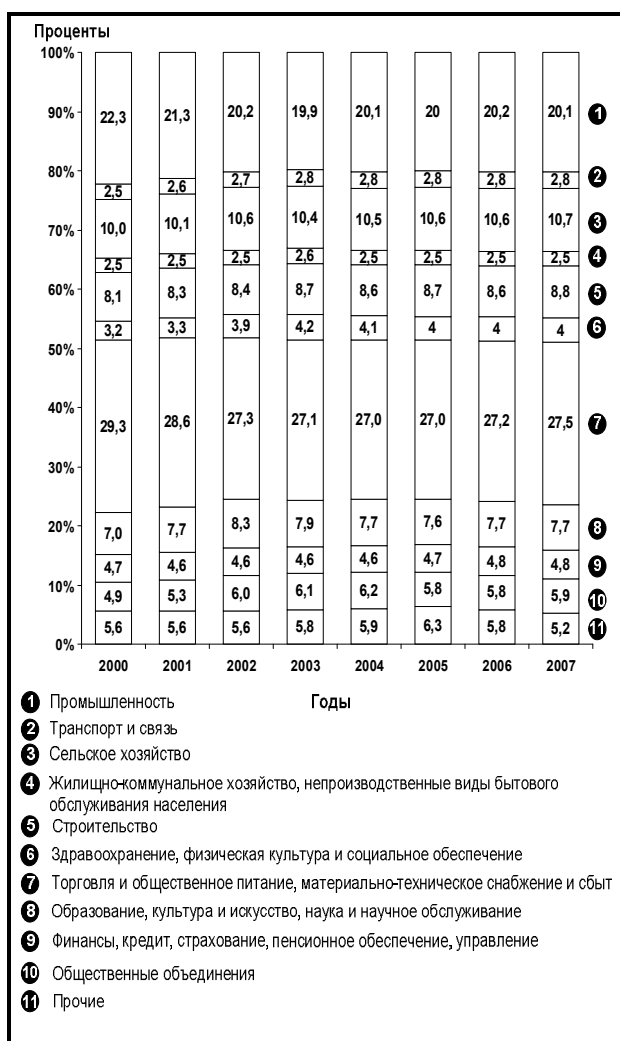 Проценты
100%
90%
80%
70%
60%
50%
40%
30%
20%
10%
0%
22,3 21,3 20,2 19,9 20,1 20 20,2 20,1 1
2,5 2,6 2,7 2,8 2,8 2,8 2,8 2,8 2
10,0 10,1 10,6 10,4 10,5 10,6 10,6 10,7 3
2,5 2,5 2,5 2,6 2,5 2,5 2,5 2,5 4
8,1 8,3 8,4 8,7 8,6 8,7 8,6 8,8 5
3,2 3,3 3,9 4,2 4,1 4 4 4 6
29,3 28,6 27,3 27,1 27,0 27,0 27,2 27,5 7
7,0 7,7 8,3 7,9 7,7 7,6 7,7 7,7 8
4,7 4,6 4,6 4,6 4,6 4,7 4,8 4,8 9
4,9 5,3 6,0 6,1 6,2 5,8 5,8 5,9 10
5,6 5,6 5,6 5,8 5,9 6,3 5,8 5,2 11
2000 2001 2002 2003 2004 2005 2006 2007
Годы
1 Промышленность
2 Транспорт и связь
3 Сельское хозяйство
4 Жилищно-коммунальное хозяйство, непроизводственные виды бытового
обслуживания населения
5 Строительство
6 Здравоохранение, физическая культура и социальное обеспечение
7 Торговля и общественное питание, материально-техническое снабжение и сбыт
8 Образование, культура и искусство, наука и научное обслуживание
9 Финансы, кредит, страхование, пенсионное обеспечение, управление
10 Общественные объединения
11 Прочие